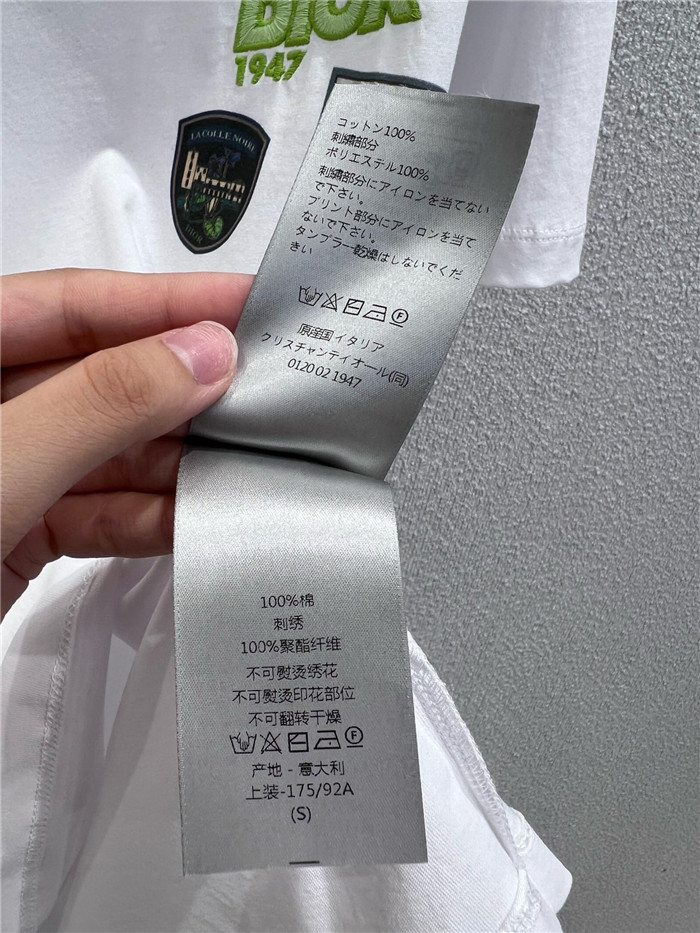 DIOR
1947
LA COLLE NOIRE
DIOR
コットン100%
刺繍部分
ポリエステル100%
刺繍部分にアイロンを当てない
で下さい。
プリント部分にアイロンを当て
ないで下さい。
タンブラー乾燥はしないでくだ
さい
F
原産国イタリア
クリスチャンディオール(同)
0120 02 1947
100%棉
刺绣
100%聚酯纤维
不可熨烫绣花
不可熨烫印花部位
不可翻转干燥
F
产地 - 意大利
上装-175/92A
(S)